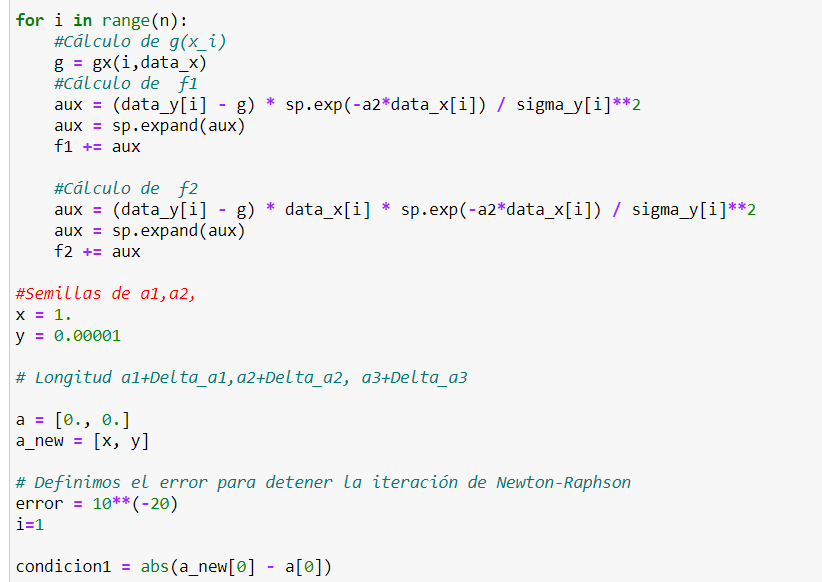 for i in range(n):
    #Cálculo de g(x_i)
    g = gx(i,data_x)
    #Cálculo de  f1
    aux = (data_y[i] - g) * sp.exp(-a2*data_x[i]) / sigma_y[i]**2
    aux = sp.expand(aux)
    f1 += aux

    #Cálculo de  f2
    aux = (data_y[i] - g) * data_x[i] * sp.exp(-a2*data_x[i]) / sigma_y[i]**2
    aux = sp.expand(aux)
    f2 += aux

#Semillas de a1,a2,
x = 1.
y = 0.00001

# Longitud a1+Delta_a1,a2+Delta_a2, a3+Delta_a3

a = [0., 0.]
a_new = [x, y]

# Definimos el error para detener la iteración de Newton-Raphson
error = 10**(-20)
i=1

condicion1 = abs(a_new[0] - a[0])